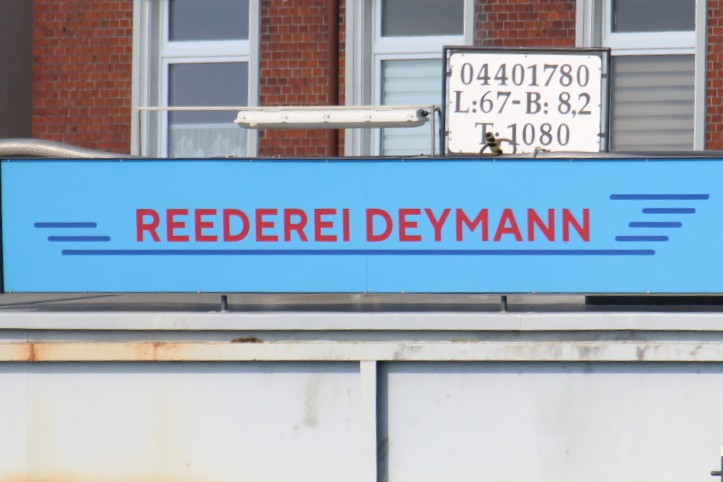 04401780
L:67-B: 8,2
T: 1080
REEDEREI DEYMANN